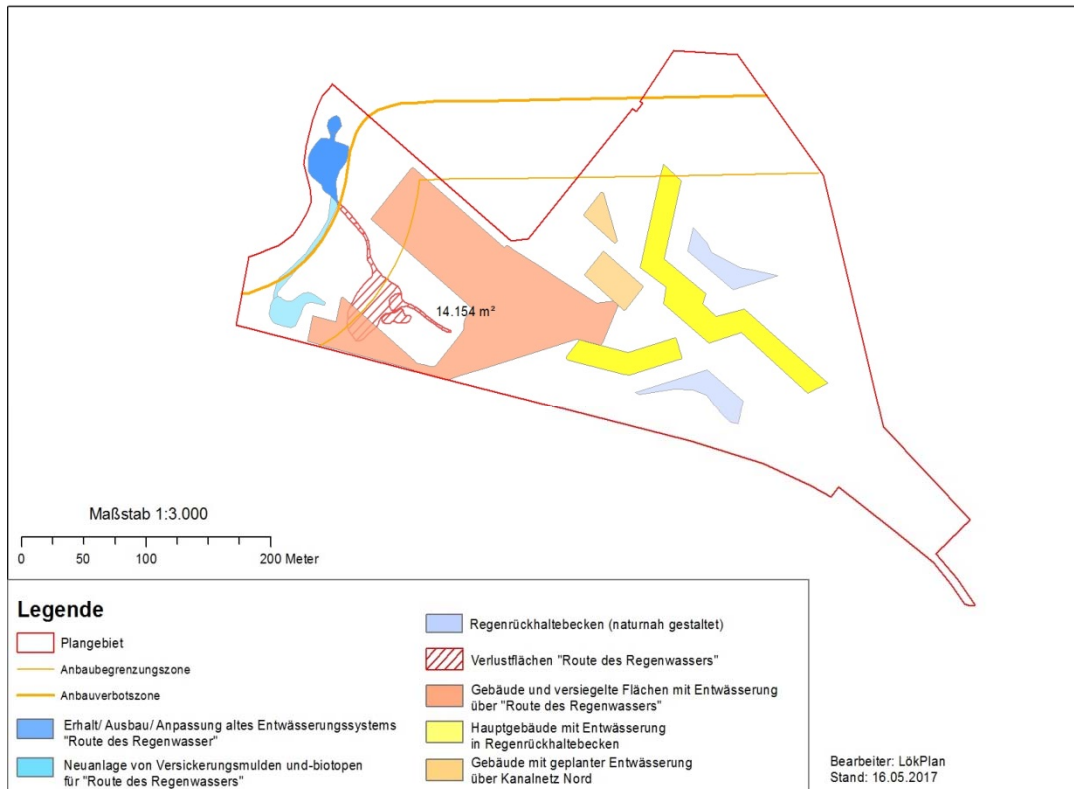 14.154 m²
Maßstab 1:3.000
0 50 100 200 Meter
Legende
Plangebiet
Anbaubegrenzungszone
Anbauverbotszone
Erhalt/ Ausbau/ Anpassung altes Entwässerungssystems
"Route des Regenwasser"
Neuanlage von Versickerungsmulden und-biotopen
für "Route des Regenwassers"
Regenrückhaltebecken (naturnah gestaltet)
Verlustflächen "Route des Regenwassers"
Gebäude und versiegelte Flächen mit Entwässerung
über "Route des Regenwassers"
Hauptgebäude mit Entwässerung
in Regenrückhaltebecken
Gebäude mit geplanter Entwässerung
über Kanalnetz Nord
Bearbeiter: LökPlan
Stand: 16.05.2017